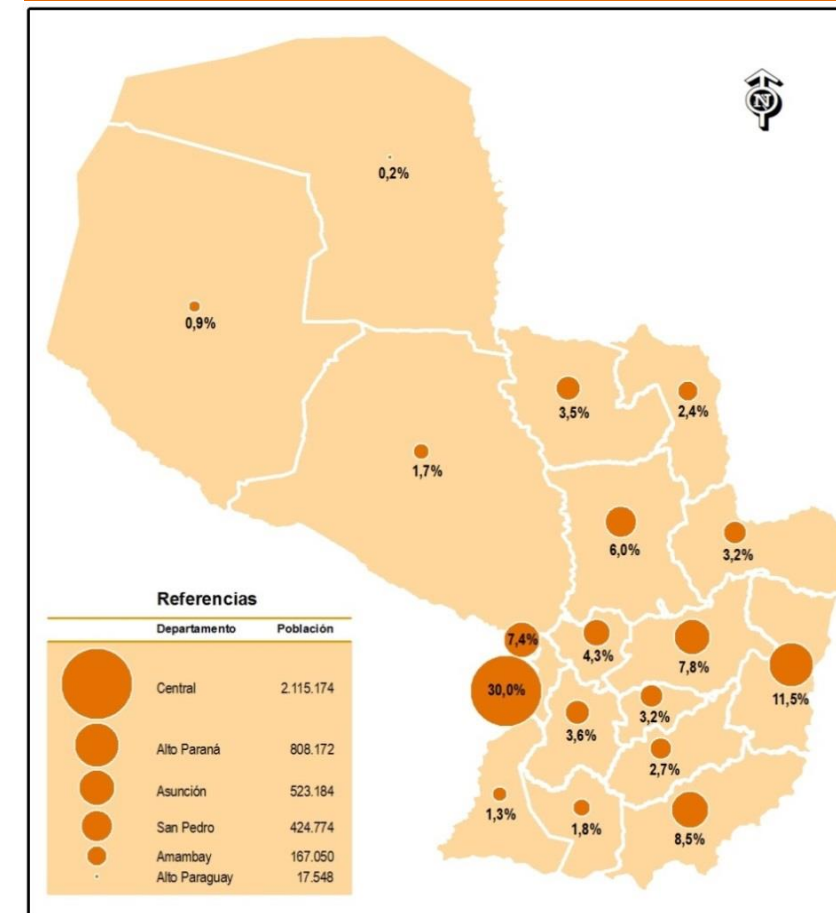 N
0,2%
0,9%
3,5%
2,4%
1,7%
6,0%
3,2%
7,4%
4,3%
7,8%
11,5%
30,0%
3,6%
3,2%
2,7%
1,3%
1,8%
8,5%
Referencias
Departamento Población
Central 2.115.174
Alto Paraná 808.172
Asunción 523.184
San Pedro 424.774
Amambay 167.050
Alto Paraguay 17.548